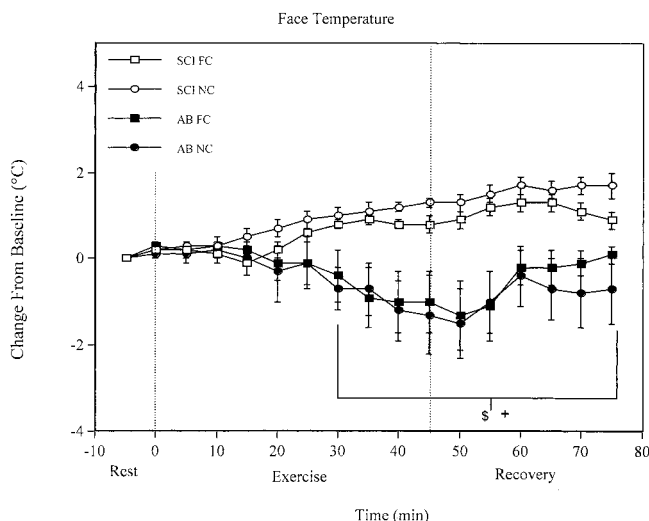 Face Temperature
SCI FC
SCI NC
AB FC
AB NC
Change From Baseline (°C)
4
2
0
-2
-4
$ +
-10 0 10 20 30 40 50 60 70 80
Rest Exercise Recovery
Time (min)